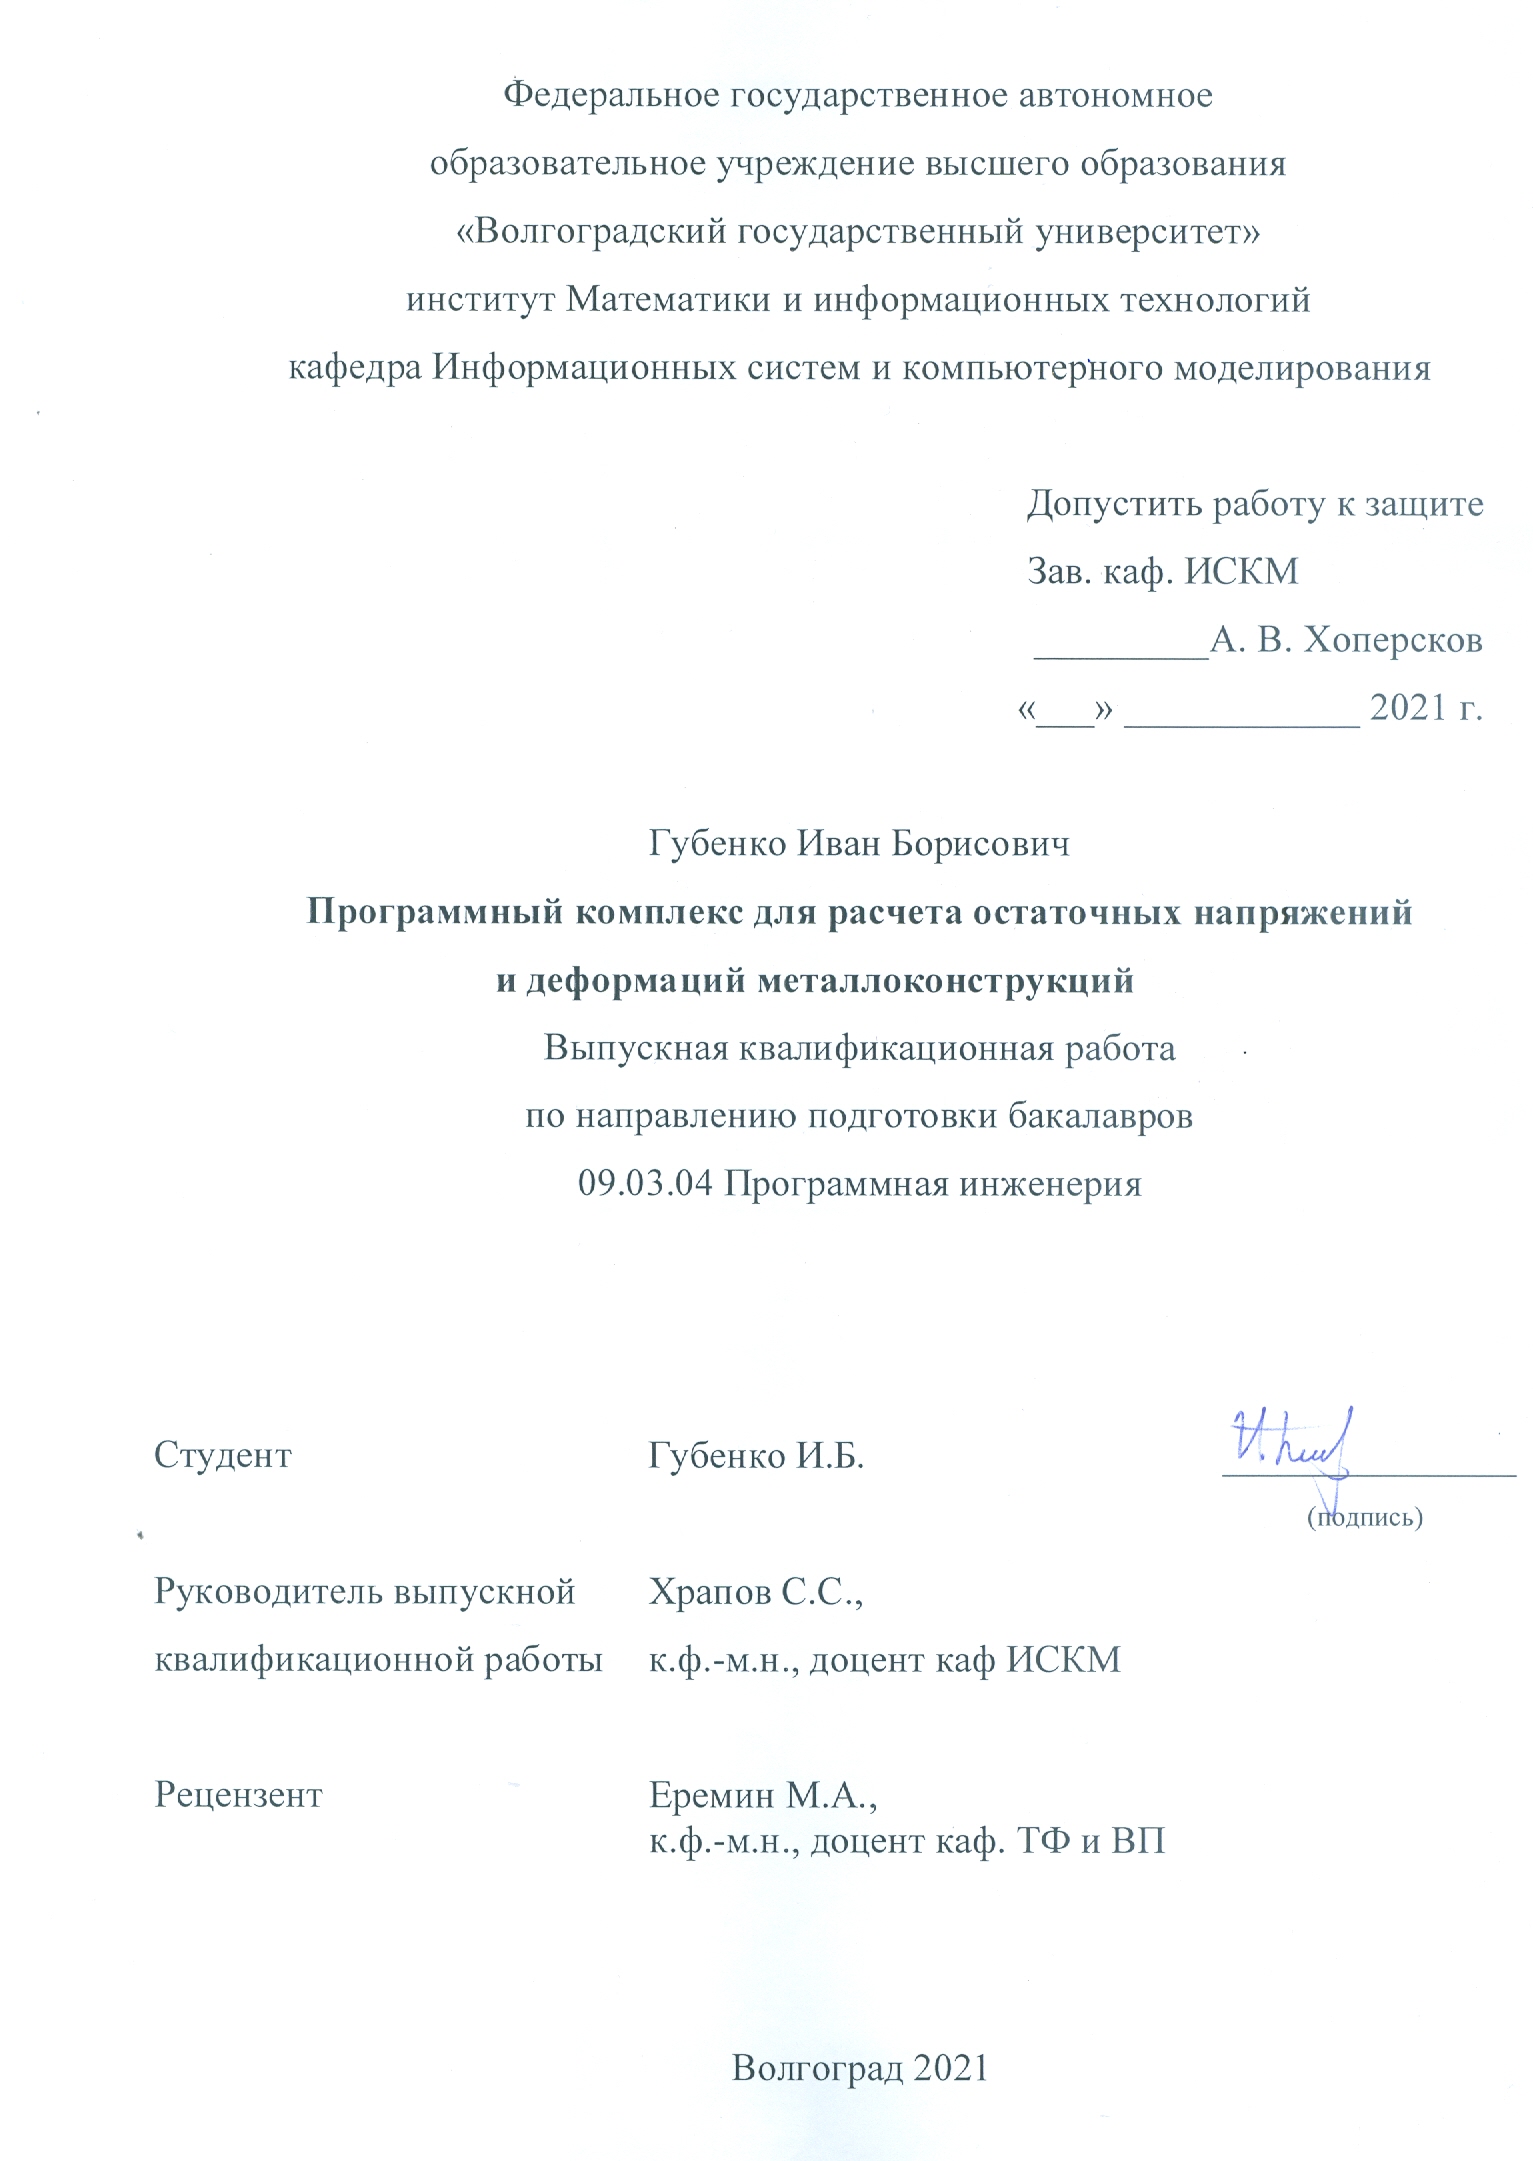 Федеральное государственное автономное
образовательное учреждение высшего образования
«Волгоградский государственный университет»
институт Математики и информационных технологий
кафедра Информационных систем и компьютерного моделирования
Допустить работу к защите
Зав. каф. ИСКМ
_________А. В. Хоперсков
«___» ____________ 2021 г.
Губенко Иван Борисович
Программный комплекс для расчета остаточных напряжений
и деформаций металлоконструкций
Выпускная квалификационная работа
по направлению подготовки бакалавров
09.03.04 Программная инженерия
Студент Губенко И.Б.
(подпись)
Руководитель выпускной Храпов С.С.,
квалификационной работы к.ф.-м.н., доцент каф ИСКМ
Рецензент Еремин М.А.,
к.ф.-м.н., доцент каф. ТФ и ВП
Волгоград 2021